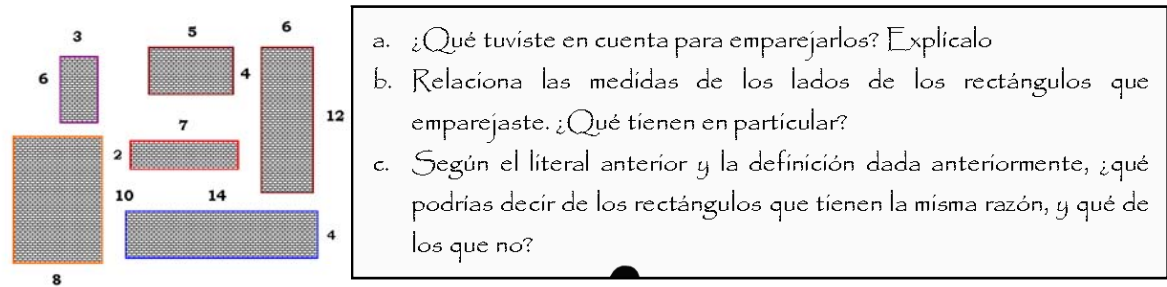 3
5
6
6
4
12
7
2
10
14
4
8
a. ¿Qué tuviste en cuenta para emparejarlos? Explícalo
b. Relaciona las medidas de los lados de los rectángulos que
emparejaste. ¿Qué tienen en particular?
c. Según el literal anterior y la definición dada anteriormente, ¿qué
podrías decir de los rectángulos que tienen la misma razón, y qué de
los que no?